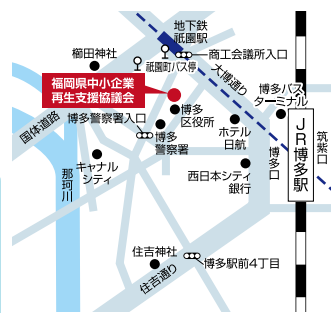 地下鉄
祇園駅
櫛田神社
商工会議所入口
祇園町バス停
大博通り
福岡県中小企業
再生支援協議会
博多バス
ターミナル
国体道路
博多
区役所
博多警察署入口
博多
警察署
ホテル
日航
博多口
JR博多駅
筑紫口
キャナル
シティ
那珂川
西日本シティ
銀行
住吉神社
博多駅前4丁目
住吉通り